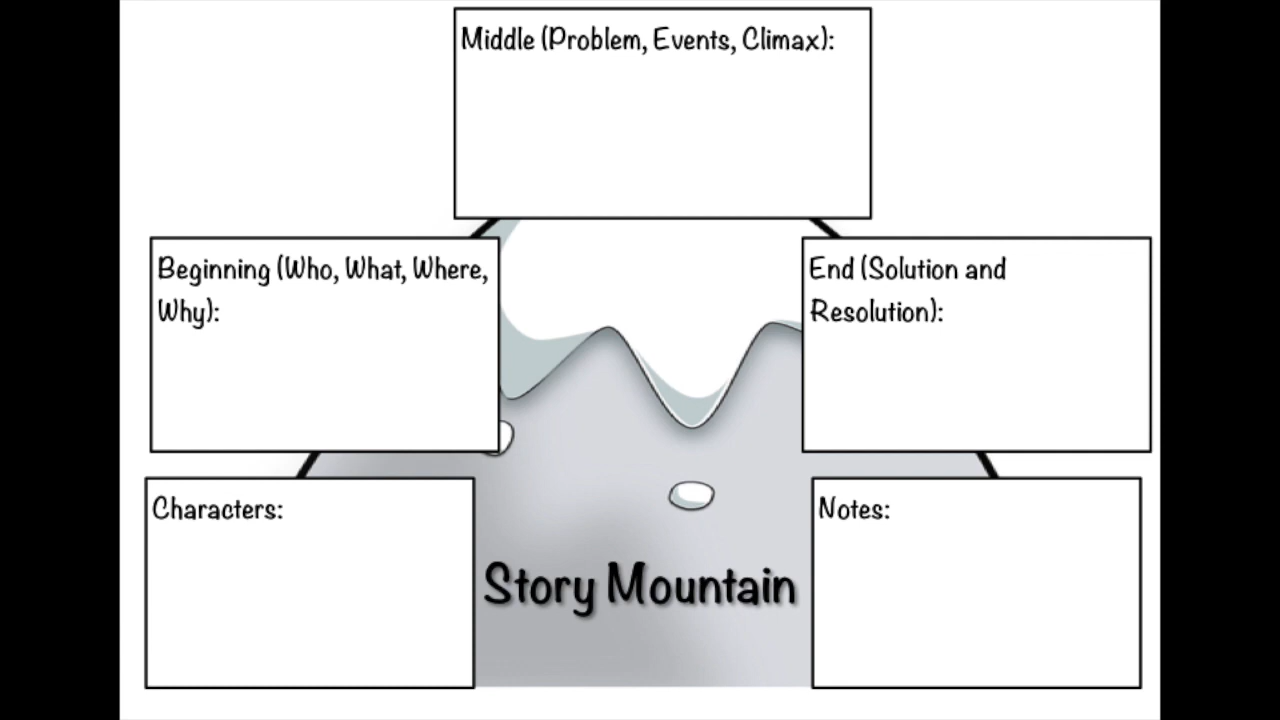 Middle (Problem, Events, Climax):
Beginning (Who, What, Where,
Why):
End (Solution and
Resolution):
Characters:
Notes:
Story Mountain